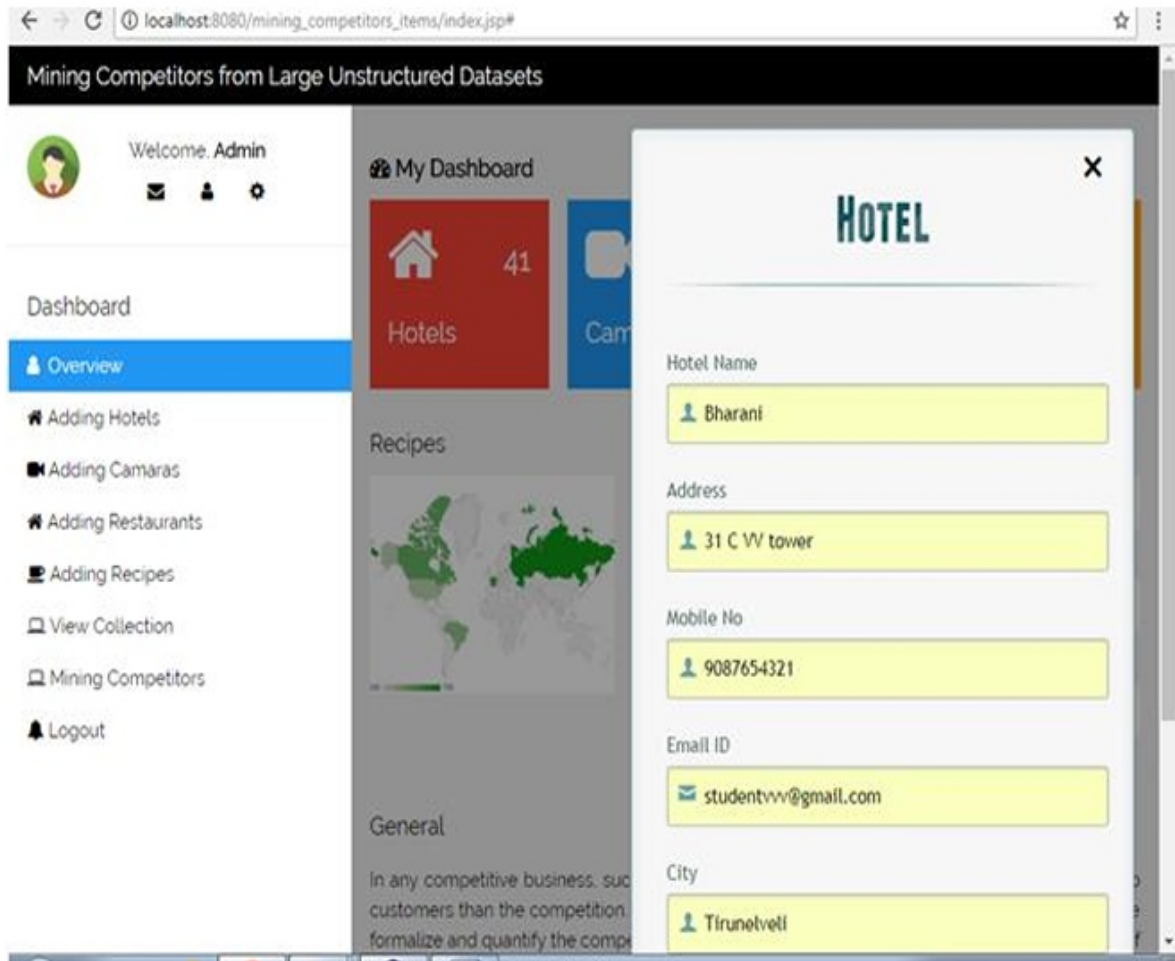 localhost:8080/mining_competitors_items/index.jsp#
Mining Competitors from Large Unstructured Datasets
Welcome, Admin
Dashboard
Overview
Adding Hotels
Adding Camaras
Adding Restaurants
Adding Recipes
View Collection
Mining Competitors
Logout
My Dashboard
41
Hotels
Cam
Recipes
General
In any competitive business, suc
customers than the competition.
formalize and quantify the compe
HOTEL
Hotel Name
Bharani
Address
31 C VV tower
Mobile No
9087654321
Email ID
studentvvv@gmail.com
City
Tirunelveli